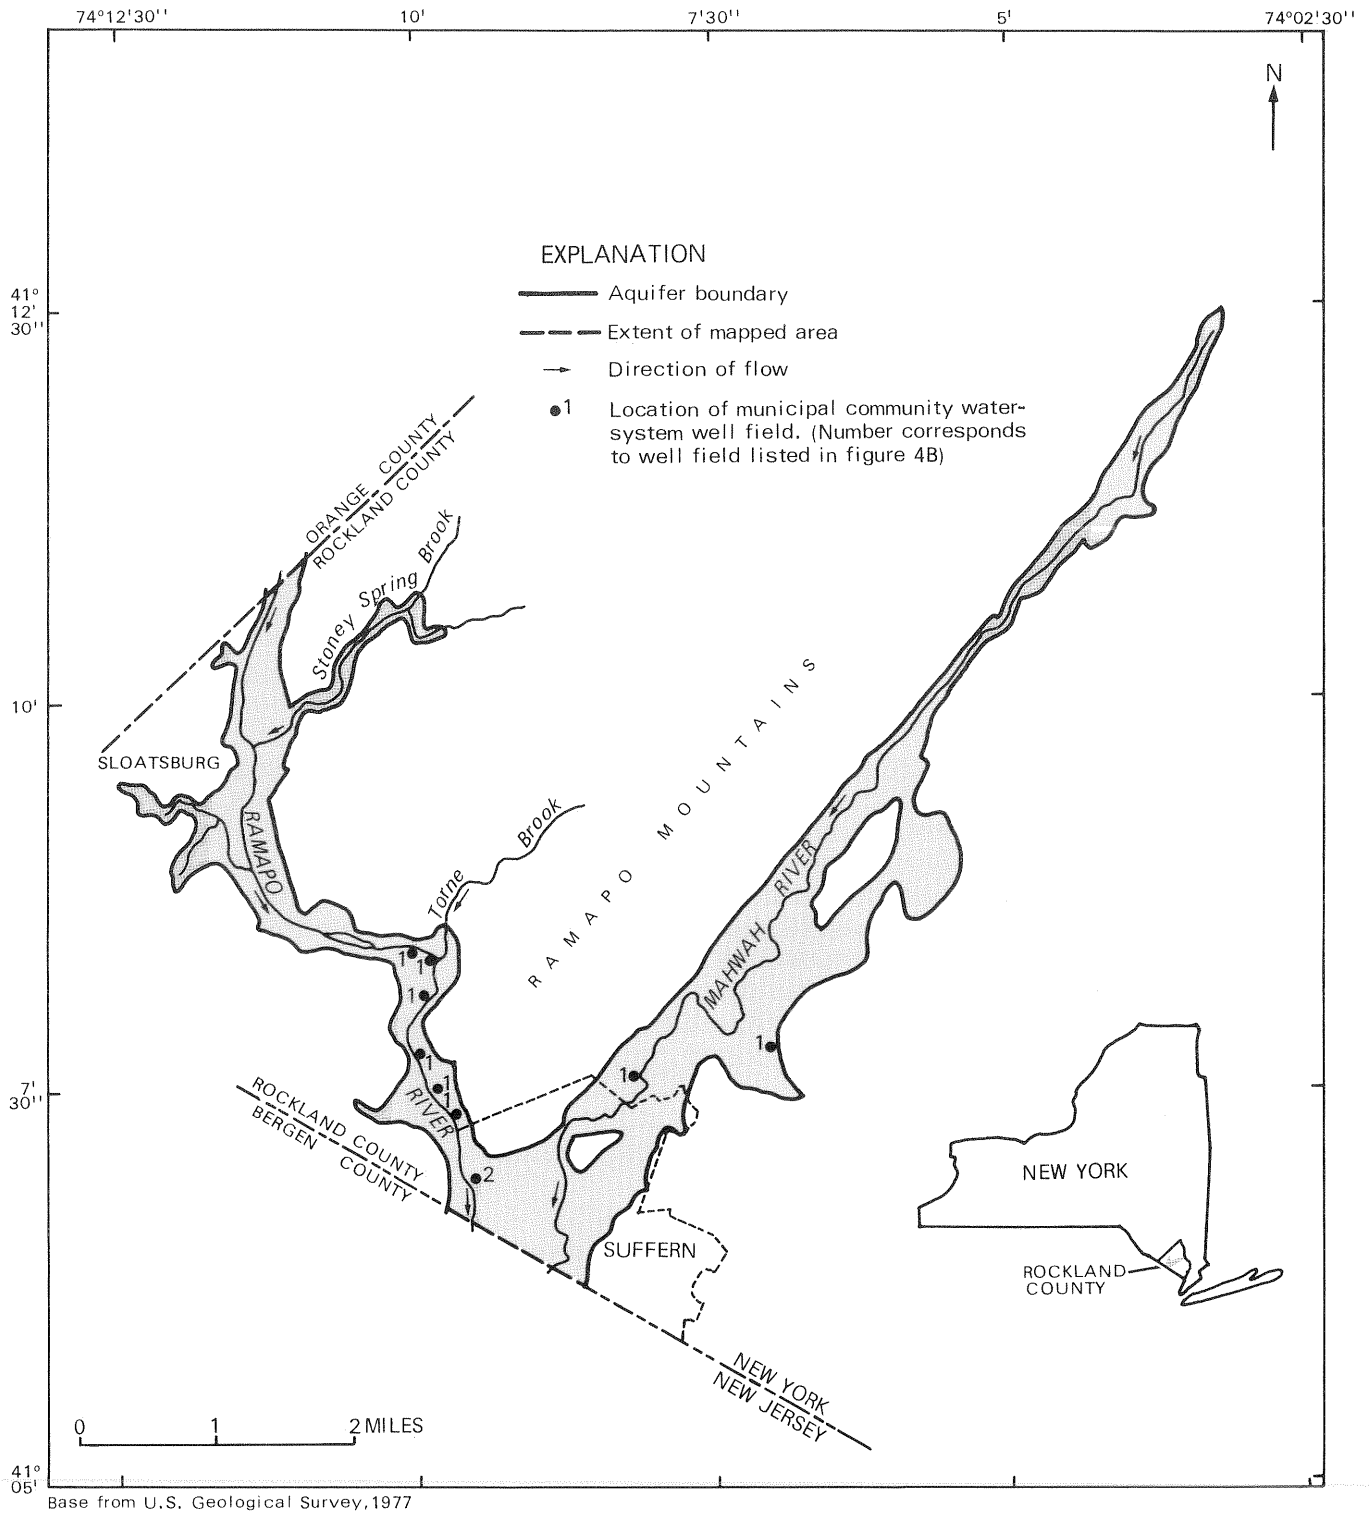 74°12'30''
10'
7'30''
5'
74°02'30''
N
EXPLANATION
Aquifer boundary
Extent of mapped area
Direction of flow
1 Location of municipal community water-
system well field. (Number corresponds
to well field listed in figure 4B)
41°
12'
30''
ORANGE COUNTY
ROCKLAND COUNTY
Stoney Spring Brook
10'
SLOATSBURG
RAMAPO
Torne Brook
RAMAPO MOUNTAINS
MAHWAH RIVER
1
1
1
1
1
1
1
1
RIVER
2
7'
30''
ROCKLAND COUNTY
BERGEN COUNTY
SUFFERN
NEW YORK
NEW JERSEY
NEW YORK
ROCKLAND
COUNTY
0 1 2 MILES
41°
05'
Base from U.S. Geological Survey, 1977